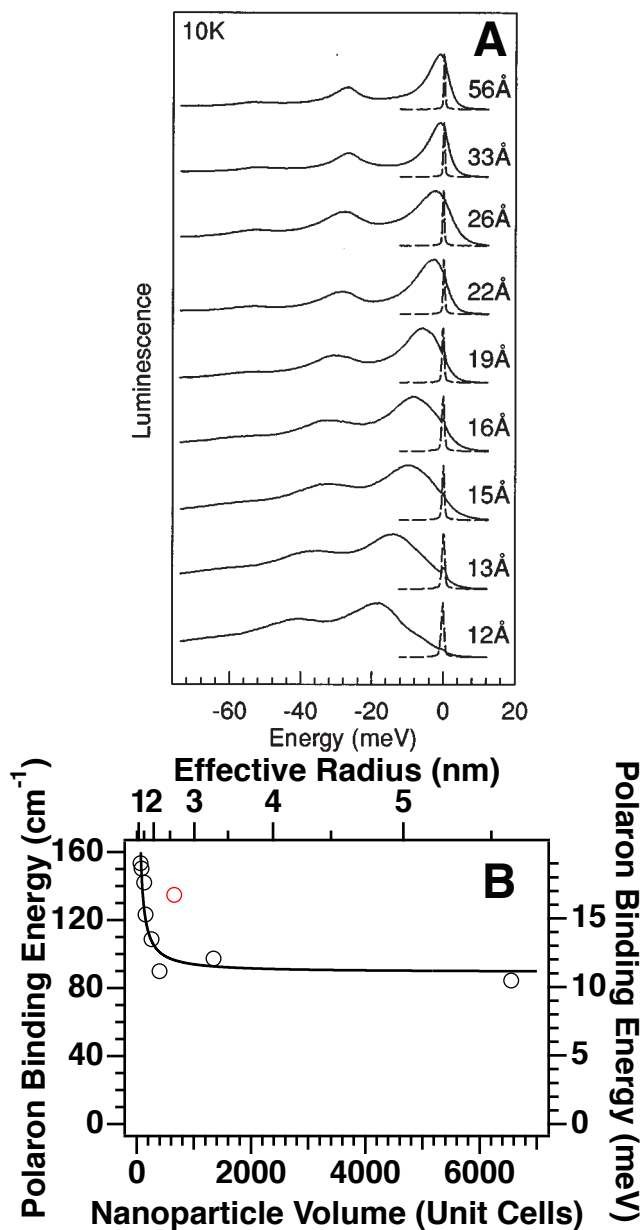 10K
A
56Å
33Å
26Å
22Å
19Å
16Å
15Å
13Å
12Å
Luminescence
-60 -40 -20 0 20
Energy (meV)
Effective Radius (nm)
1 2 3 4 5
B
160
120
80
40
0
15
10
5
0
Polaron Binding Energy (cm⁻¹)
Polaron Binding Energy (meV)
0 2000 4000 6000
Nanoparticle Volume (Unit Cells)